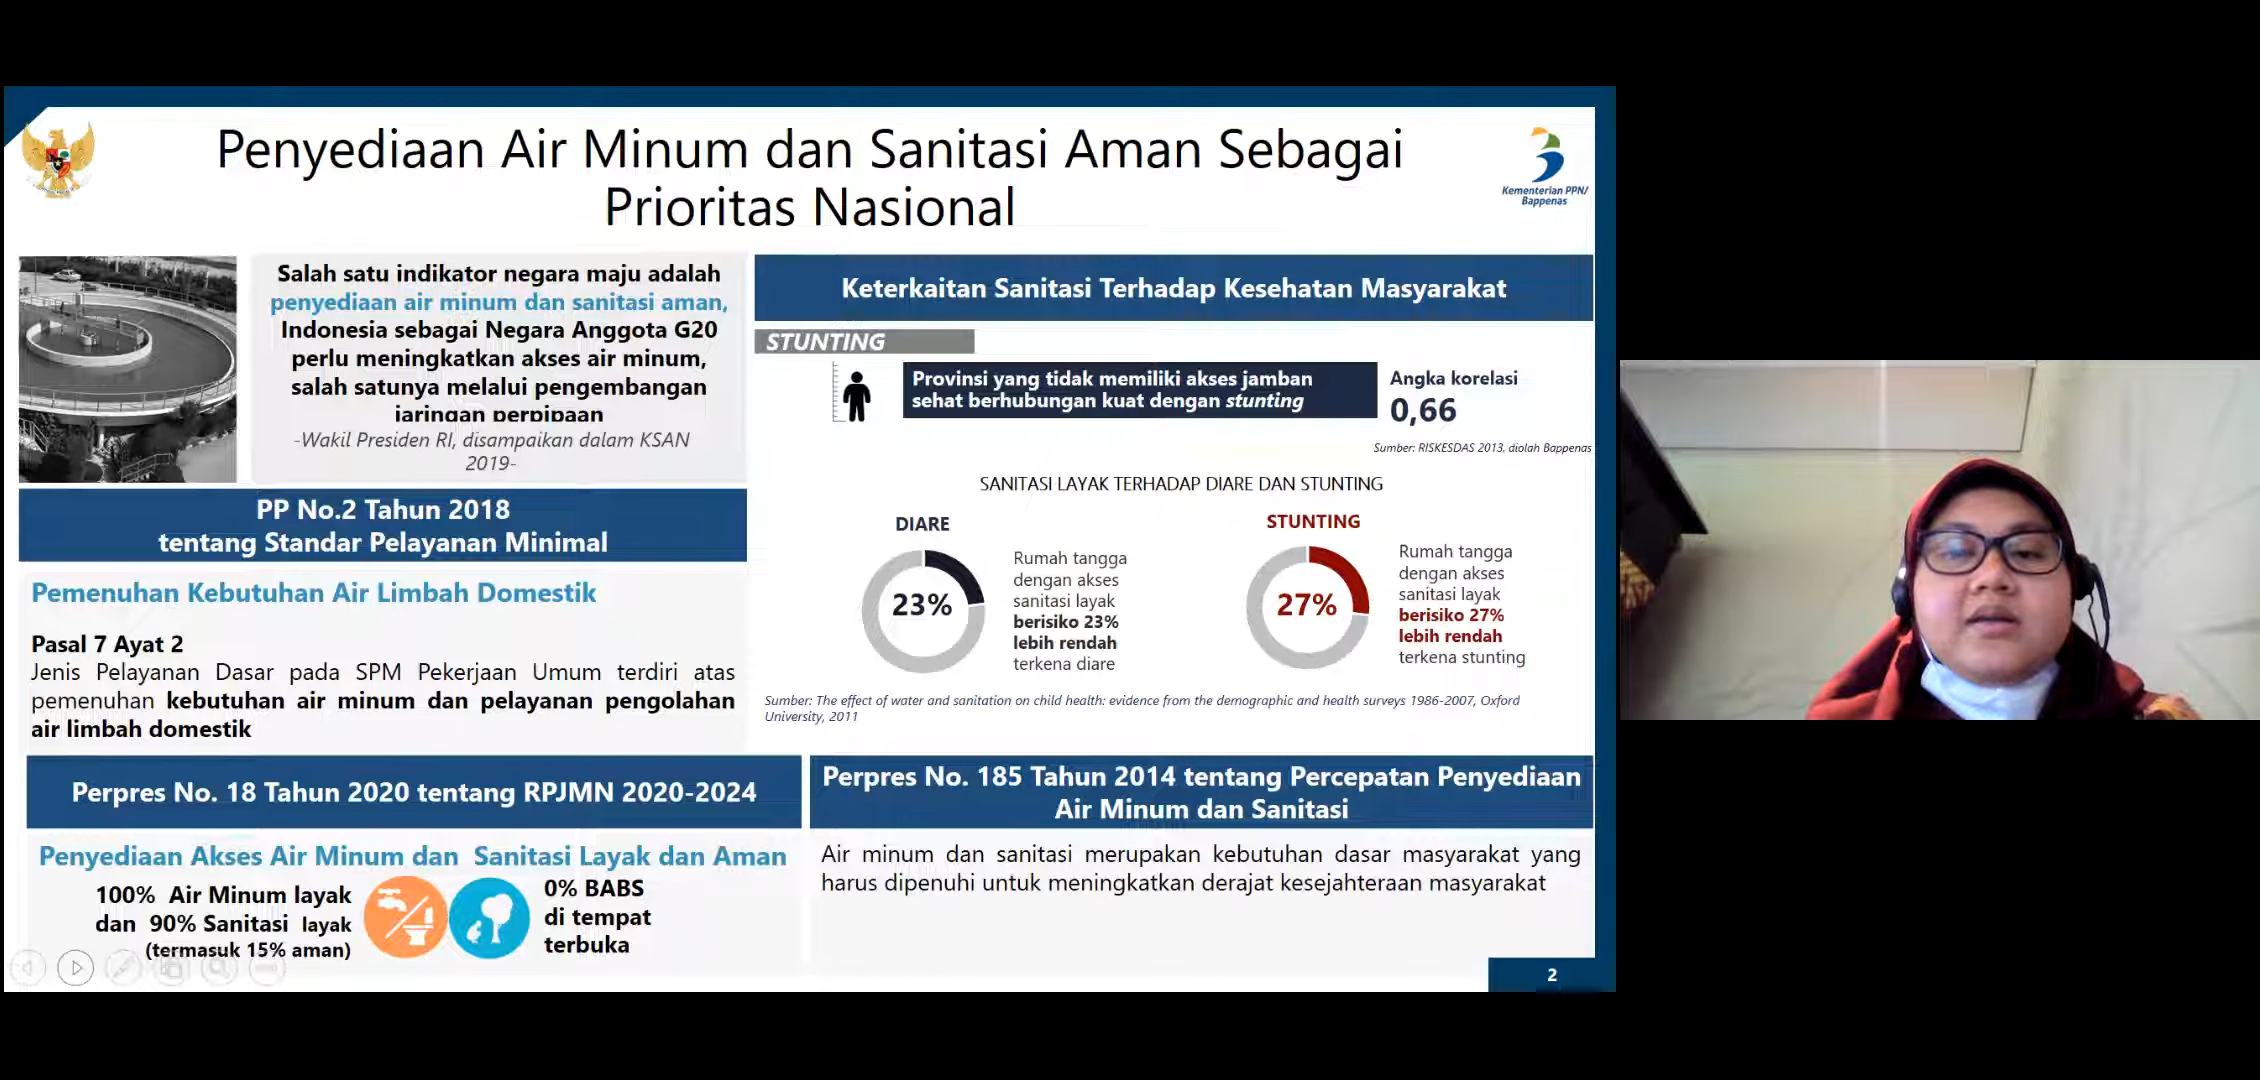 Penyediaan Air Minum dan Sanitasi Aman Sebagai
Prioritas Nasional
Kementerian PPN/
Bappenas
Salah satu indikator negara maju adalah
penyediaan air minum dan sanitasi aman,
Indonesia sebagai Negara Anggota G20
perlu meningkatkan akses air minum,
salah satunya melalui pengembangan
jaringan perpipaan
-Wakil Presiden RI, disampaikan dalam KSAN
2019-
PP No.2 Tahun 2018
tentang Standar Pelayanan Minimal
Pemenuhan Kebutuhan Air Limbah Domestik
Pasal 7 Ayat 2
Jenis Pelayanan Dasar pada SPM Pekerjaan Umum terdiri atas
pemenuhan kebutuhan air minum dan pelayanan pengolahan
air limbah domestik
Keterkaitan Sanitasi Terhadap Kesehatan Masyarakat
STUNTING
Provinsi yang tidak memiliki akses jamban
sehat berhubungan kuat dengan stunting
Angka korelasi
0,66
Sumber: RISKESDAS 2013, diolah Bappenas
SANITASI LAYAK TERHADAP DIARE DAN STUNTING
DIARE
23%
Rumah tangga
dengan akses
sanitasi layak
berisiko 23%
lebih rendah
terkena diare
STUNTING
27%
Rumah tangga
dengan akses
sanitasi layak
berisiko 27%
lebih rendah
terkena stunting
Sumber: The effect of water and sanitation on child health: evidence from the demographic and health surveys 1986-2007, Oxford
University, 2011
Perpres No. 18 Tahun 2020 tentang RPJMN 2020-2024
Penyediaan Akses Air Minum dan Sanitasi Layak dan Aman
100% Air Minum layak
dan 90% Sanitasi layak
(termasuk 15% aman)
0% BABS
di tempat
terbuka
Perpres No. 185 Tahun 2014 tentang Percepatan Penyediaan
Air Minum dan Sanitasi
Air minum dan sanitasi merupakan kebutuhan dasar masyarakat yang
harus dipenuhi untuk meningkatkan derajat kesejahteraan masyarakat
2